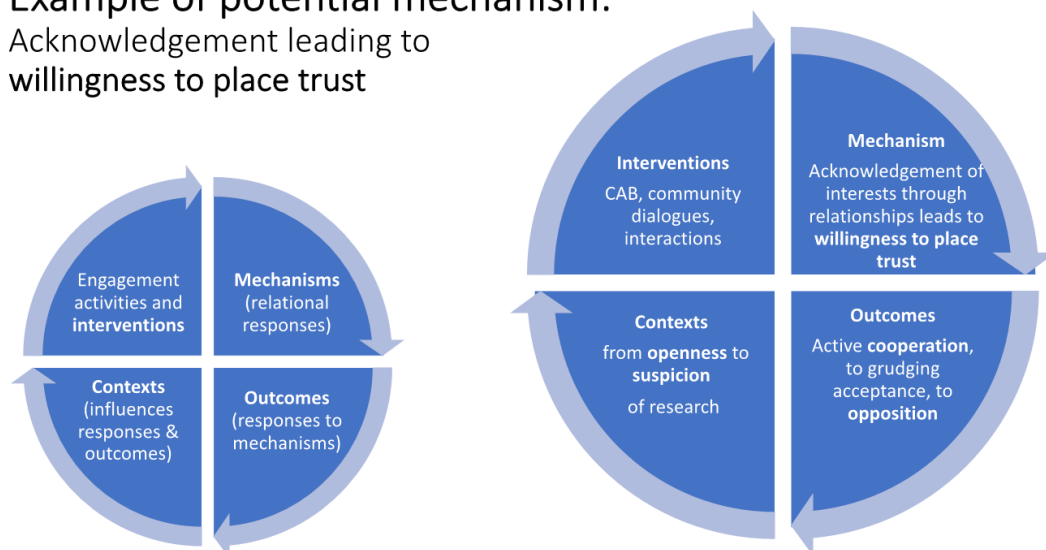 Example of potential mechanism:
Acknowledgement leading to
willingness to place trust
Engagement
activities and
interventions
Mechanisms
(relational
responses)
Contexts
(influences
responses &
outcomes)
Outcomes
(responses to
mechanisms)
Interventions
CAB, community
dialogues,
interactions
Mechanism
Acknowledgement of
interests through
relationships leads to
willingness to place
trust
Contexts
from openness to
suspicion
of research
Outcomes
Active cooperation,
to grudging
acceptance, to
opposition